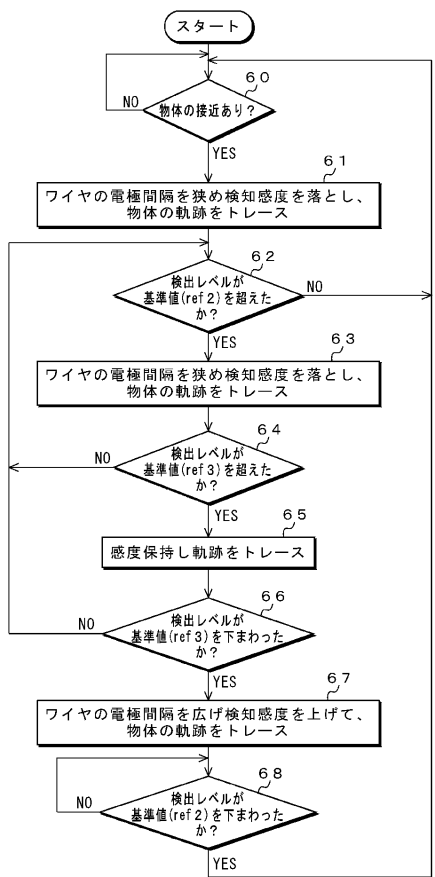 スタート
60
物体の接近あり?
NO
YES
61
ワイヤの電極間隔を狭め検知感度を落とし、
物体の軌跡をトレース
62
検出レベルが
基準値(ref2)を超えた
か?
NO
YES
63
ワイヤの電極間隔を狭め検知感度を落とし、
物体の軌跡をトレース
64
検出レベルが
基準値(ref3)を超えた
か?
NO
YES
65
感度保持し軌跡をトレース
66
検出レベルが
基準値(ref3)を下まわった
か?
NO
YES
67
ワイヤの電極間隔を広げ検知感度を上げて、
物体の軌跡をトレース
68
検出レベルが
基準値(ref2)を下まわった
か?
NO
YES